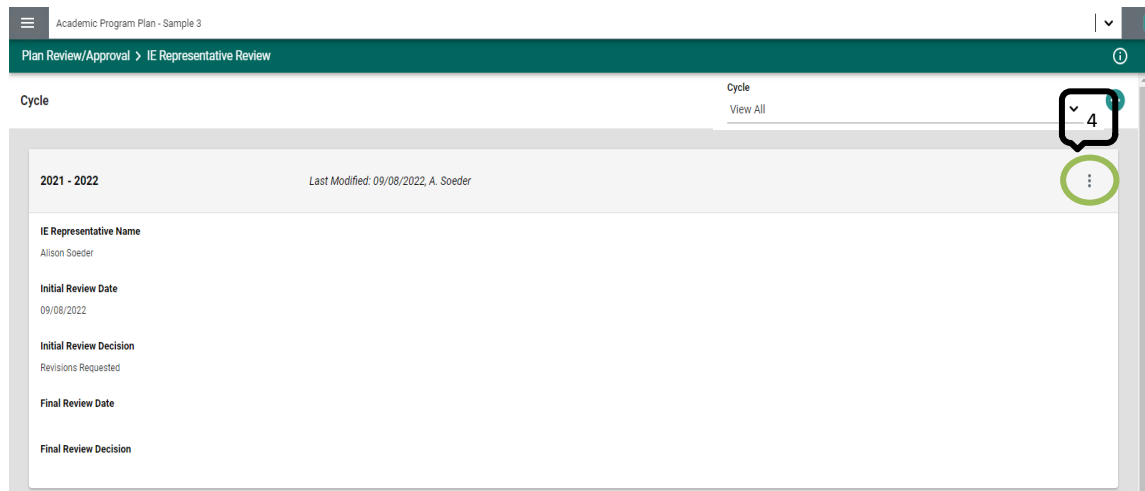 Academic Program Plan - Sample 3
Plan Review/Approval > IE Representative Review
Cycle
Cycle
View All
4
2021 - 2022
Last Modified: 09/08/2022, A. Soeder
IE Representative Name
Alison Soeder
Initial Review Date
09/08/2022
Initial Review Decision
Revisions Requested
Final Review Date
Final Review Decision